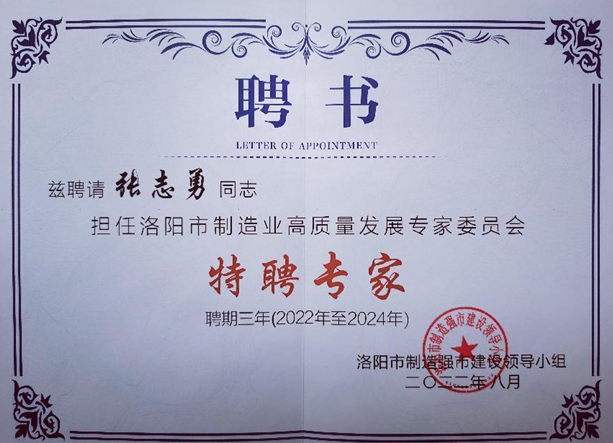 聘书
LETTER OF APPOINTMENT
兹聘请 张志勇 同志
担任洛阳市制造业高质量发展专家委员会
特聘专家
聘期三年(2022年至2024年)
洛阳市制造强市建设领导小组
二〇二二年八月